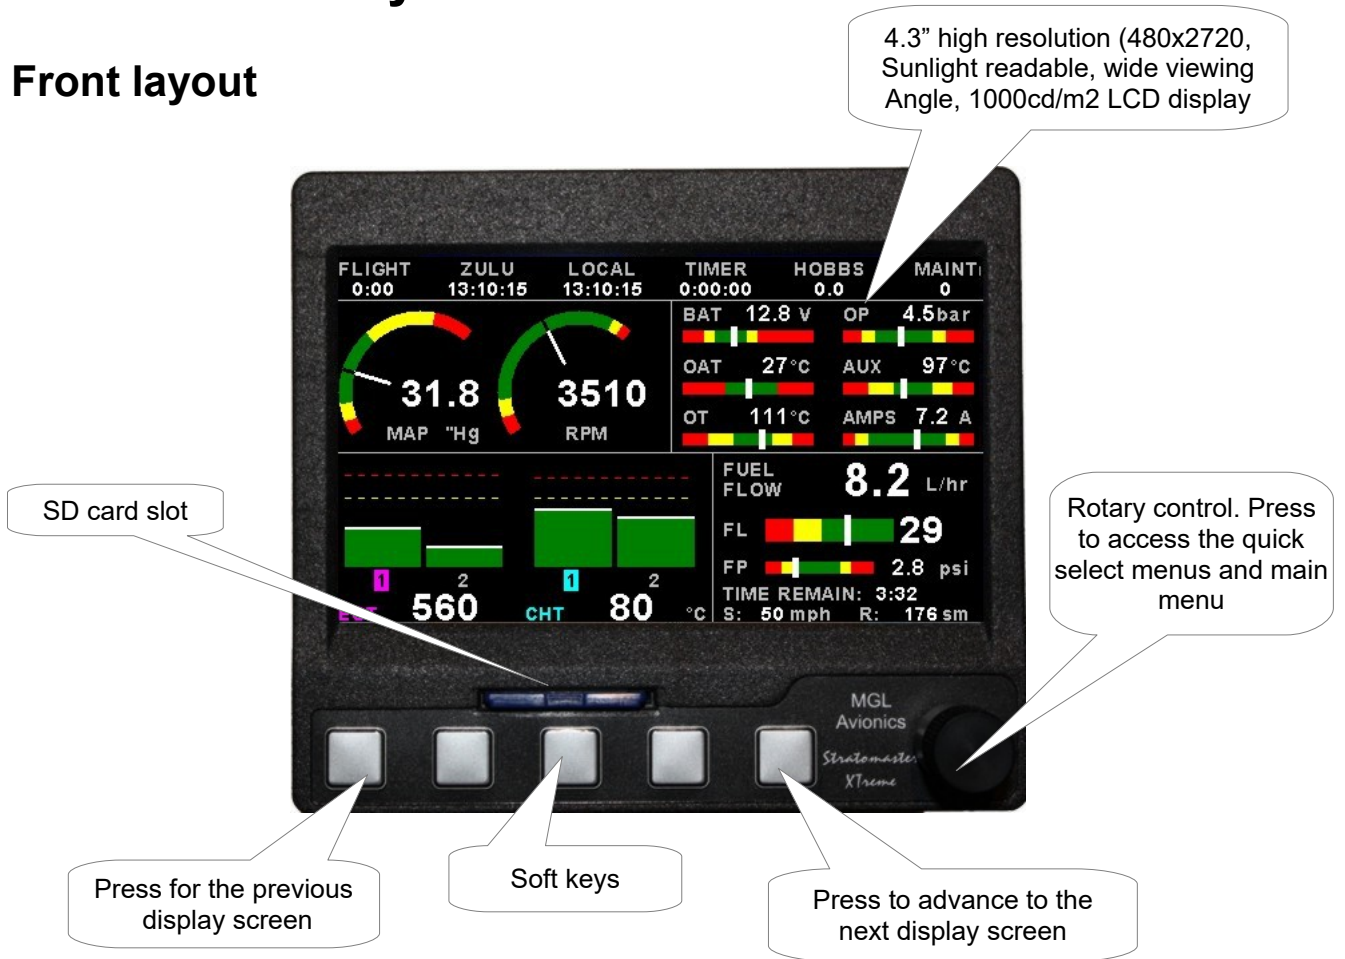 Front layout
4.3” high resolution (480x2720,
Sunlight readable, wide viewing
Angle, 1000cd/m2 LCD display
FLIGHT ZULU LOCAL TIMER HOBBS MAINT
0:00 13:10:15 13:10:15 0:00:00 0.0 0
BAT 12.8 V OP 4.5bar
OAT 27°C AUX 97°C
OT 111°C AMPS 7.2 A
31.8 3510
MAP "Hg RPM
FUEL
FLOW 8.2 L/hr
FL 29
FP 2.8 psi
TIME REMAIN: 3:32
S: 50 mph R: 176 sm
1 2 1 2
EGT 560 CHT 80 °C
SD card slot
Rotary control. Press
to access the quick
select menus and main
menu
MGL
Avionics
Stratomaster
XTreme
Press for the previous
display screen
Soft keys
Press to advance to the
next display screen